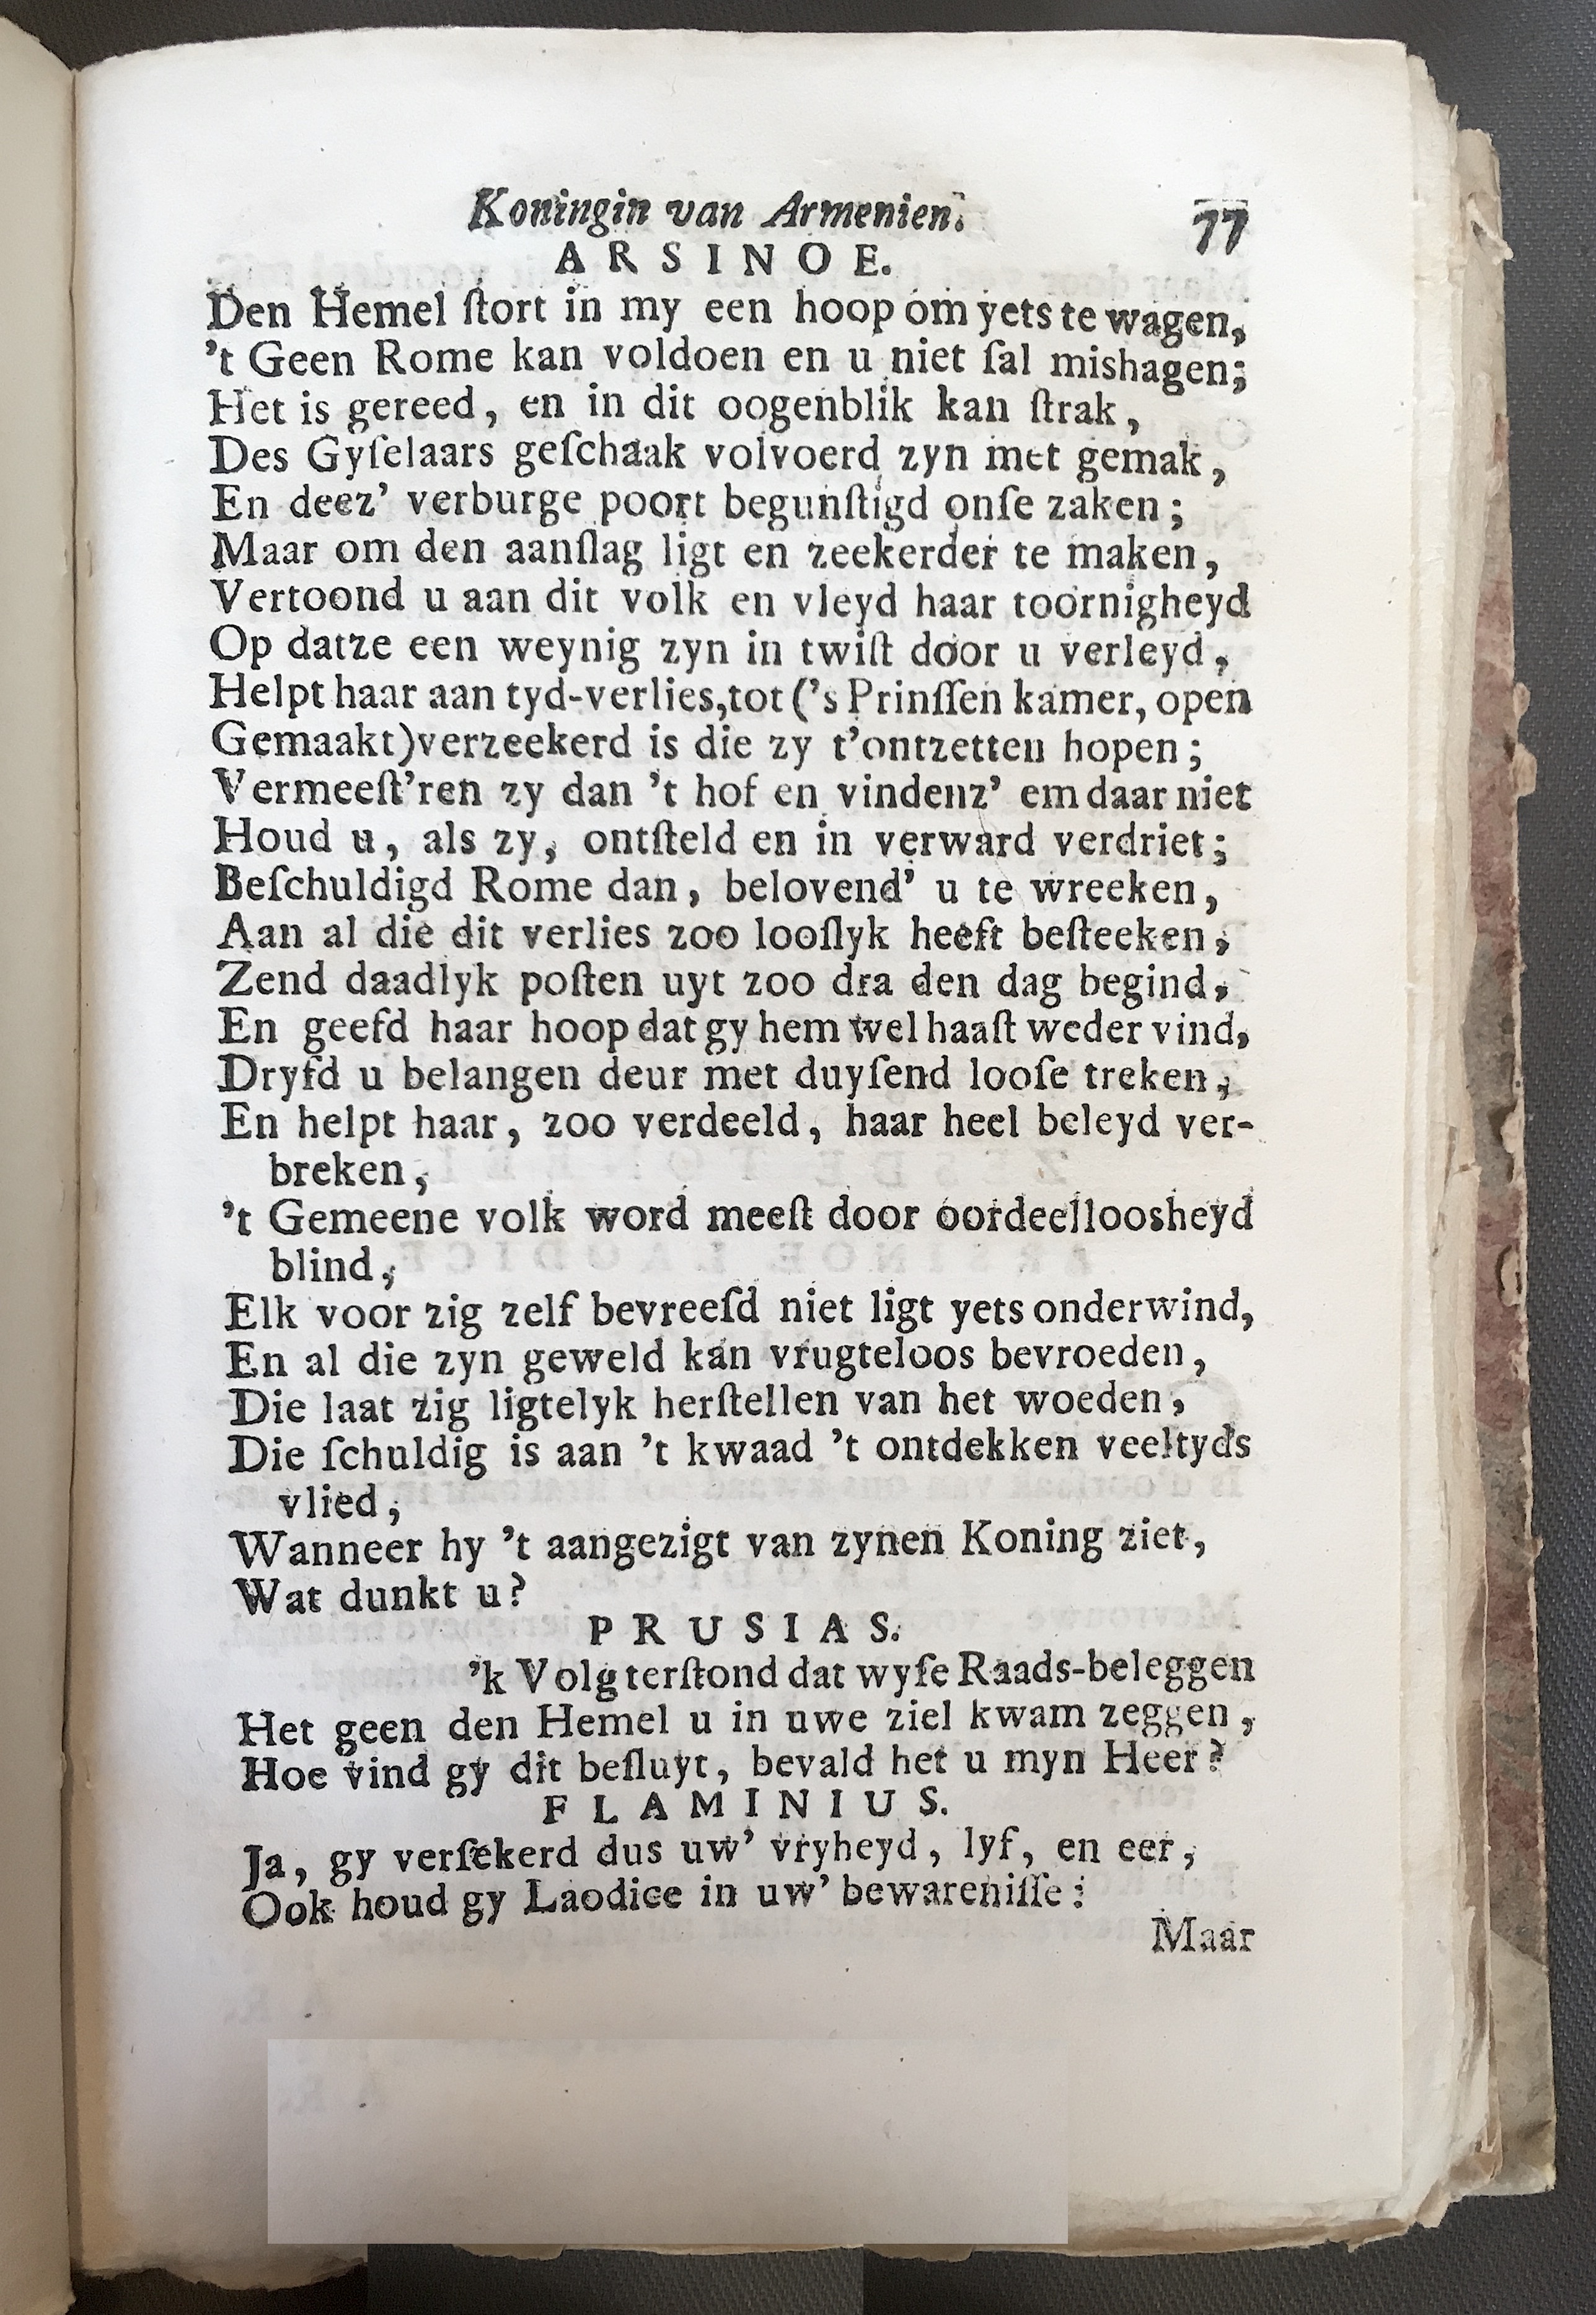 Koningin van Armenien. 77
ARSINOE.
Den Hemel ſtort in my een hoop om yets te wagen,
't Geen Rome kan voldoen en u niet ſal mishagen;
Het is gereed, en in dit oogenblik kan ſtrak,
Des Gyſelaars geſchaak volvoerd zyn met gemak,
En deez' verburge poort begunſtigd onſe zaken;
Maar om den aanſlag ligt en zeekerder te maken,
Vertoond u aan dit volk en vleyd haar toornigheyd
Op datze een weynig zyn in twiſt door u verleyd,
Helpt haar aan tyd-verlies,tot ('s Prinſſen kamer, open
Gemaakt)verzeekerd is die zy t'ontzetten hopen;
Vermeeſt'ren zy dan 't hof en vindenz' em daar niet
Houd u, als zy, ontſteld en in verward verdriet;
Beſchuldigd Rome dan, belovend' u te wreeken,
Aan al die dit verlies zoo looſlyk heeft beſteeken,
Zend daadlyk poſten uyt zoo dra den dag begind,
En geefd haar hoop dat gy hem wel haaſt weder vind,
Dryfd u belangen deur met duyſend looſe treken,
En helpt haar, zoo verdeeld, haar heel beleyd ver-
breken,
't Gemeene volk word meeſt door oordeelloosheyd
blind,
Elk voor zig zelf bevreeſd niet ligt yets onderwind,
En al die zyn geweld kan vrugteloos bevroeden,
Die laat zig ligtelyk herſtellen van het woeden,
Die ſchuldig is aan 't kwaad 't ontdekken veeltyds
vlied,
Wanneer hy 't aangezigt van zynen Koning ziet,
Wat dunkt u?
PRUSIAS.
'k Volg terſtond dat wyſe Raads-beleggen
Het geen den Hemel u in uwe ziel kwam zeggen,
Hoe vind gy dit beſluyt, bevald het u myn Heer?
FLAMINIUS.
Ja, gy verſekerd dus uw' vryheyd, lyf, en eer,
Ook houd gy Laodice in uw' bewareniſſe:
Maar